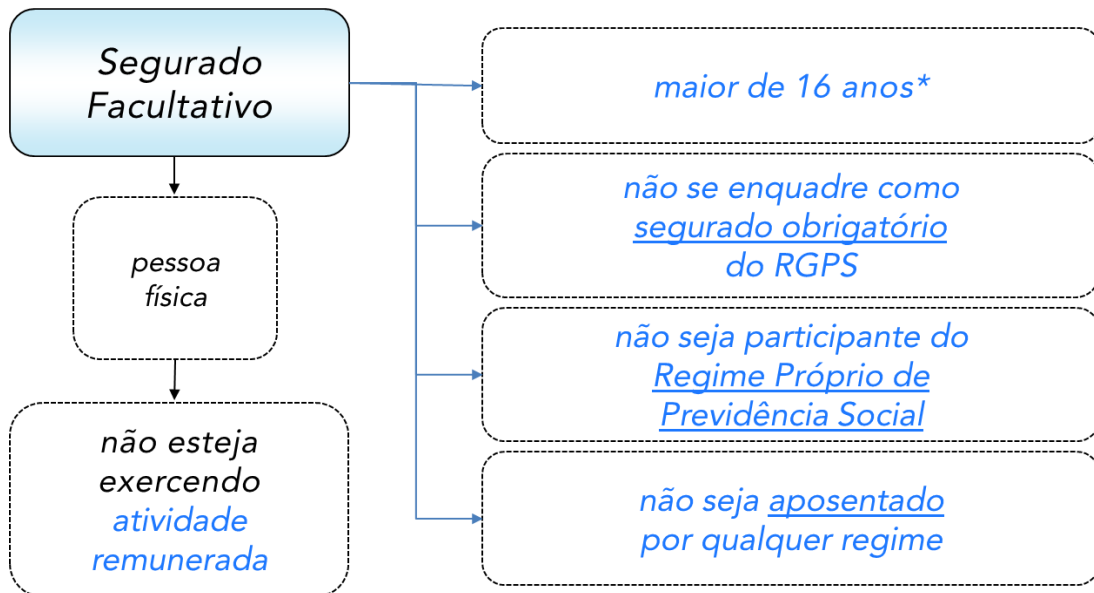 Segurado
Facultativo
pessoa
física
não esteja
exercendo
atividade
remunerada
maior de 16 anos*
não se enquadre como
segurado obrigatório
do RGPS
não seja participante do
Regime Próprio de
Previdência Social
não seja aposentado
por qualquer regime